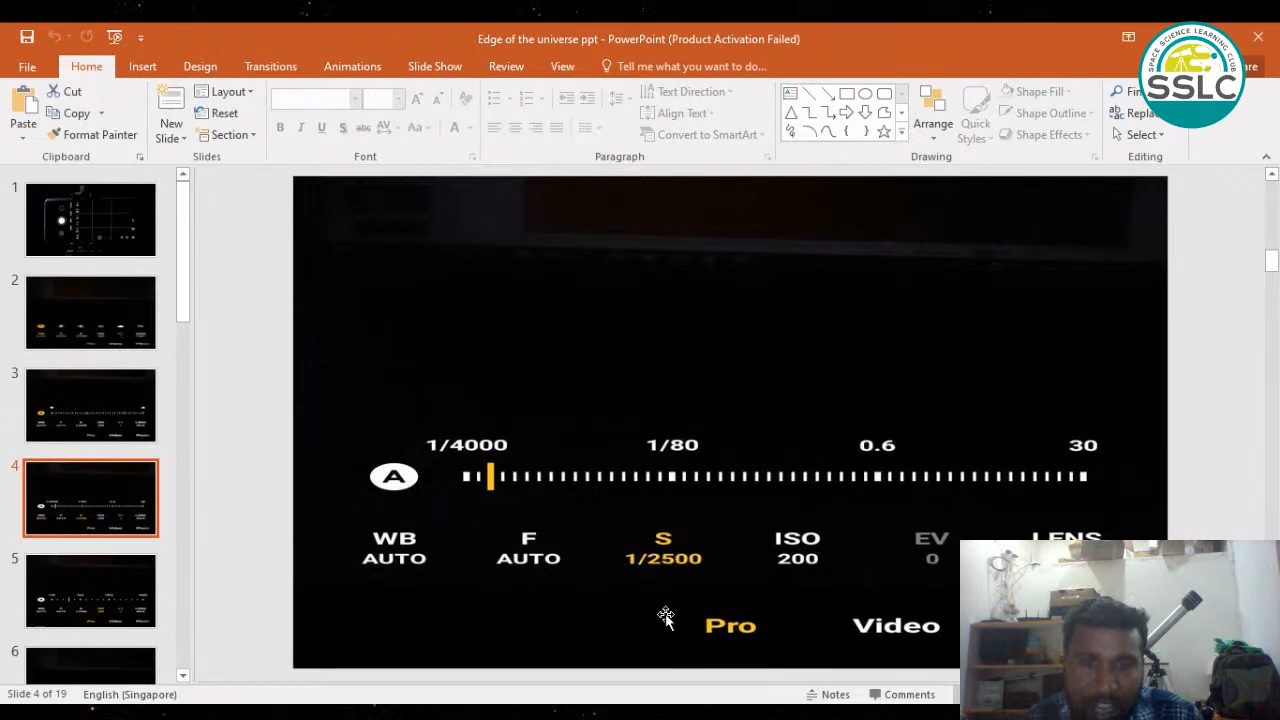 Edge of the universe ppt - PowerPoint (Product Activation Failed)
File Home Insert Design Transitions Animations Slide Show Review View Tell me what you want to do...
SPACE SCIENCE LEARNING CLUB
SSLC
Paste
Cut
Copy
Format Painter
Clipboard
New Slide
Layout
Reset
Section
Slides
B I U S abc AV Aa A
Font
Text Direction
Align Text
Convert to SmartArt
Paragraph
Arrange
Quick Styles
Shape Fill
Shape Outline
Shape Effects
Drawing
Select
Editing
1
2
3
4
5
6
1/4000 1/80 0.6 30
A
WB F S ISO EV LENS
AUTO AUTO 1/2500 200 0
Pro Video
Slide 4 of 19 English (Singapore) Notes Comments